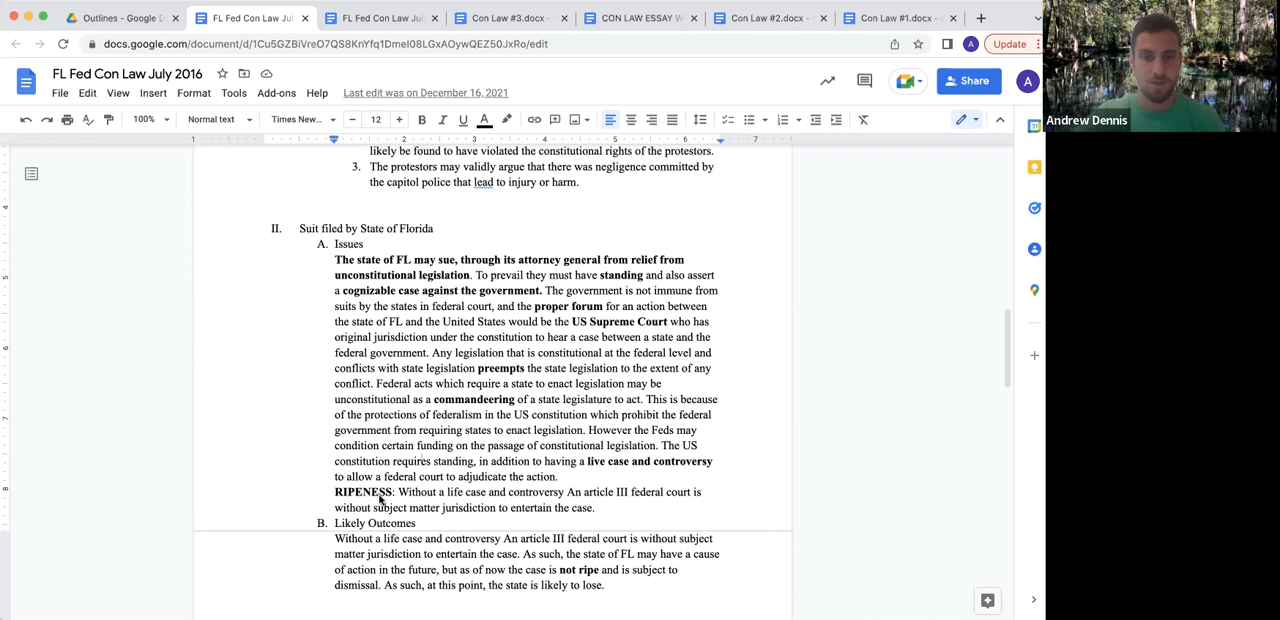 Outlines - Google D
FL Fed Con Law Jul
FL Fed Con Law Jul
Con Law #3.docx -
CON LAW ESSAY W
Con Law #2.docx -
Con Law #1.docx -
docs.google.com/document/d/1Cu5GZBiVreO7QS8KnYfq1DmeI08LGxAOywQEZ50JxRo/edit
A
Update
FL Fed Con Law July 2016
File Edit View Insert Format Tools Add-ons Help Last edit was on December 16, 2021
Share
A
Andrew Dennis
100% Normal text Times New... 12 B I U A
1 1 2 3 4 5 6 7
likely be found to have violated the constitutional rights of the protestors.
3. The protestors may validly argue that there was negligence committed by
the capitol police that lead to injury or harm.
II. Suit filed by State of Florida
A. Issues
The state of FL may sue, through its attorney general from relief from
unconstitutional legislation. To prevail they must have standing and also assert
a cognizable case against the government. The government is not immune from
suits by the states in federal court, and the proper forum for an action between
the state of FL and the United States would be the US Supreme Court who has
original jurisdiction under the constitution to hear a case between a state and the
federal government. Any legislation that is constitutional at the federal level and
conflicts with state legislation preempts the state legislation to the extent of any
conflict. Federal acts which require a state to enact legislation may be
unconstitutional as a commandeering of a state legislature to act. This is because
of the protections of federalism in the US constitution which prohibit the federal
government from requiring states to enact legislation. However the Feds may
condition certain funding on the passage of constitutional legislation. The US
constitution requires standing, in addition to having a live case and controversy
to allow a federal court to adjudicate the action.
RIPENESS: Without a life case and controversy An article III federal court is
without subject matter jurisdiction to entertain the case.
B. Likely Outcomes
Without a life case and controversy An article III federal court is without subject
matter jurisdiction to entertain the case. As such, the state of FL may have a cause
of action in the future, but as of now the case is not ripe and is subject to
dismissal. As such, at this point, the state is likely to lose.
4
5
6
7
8